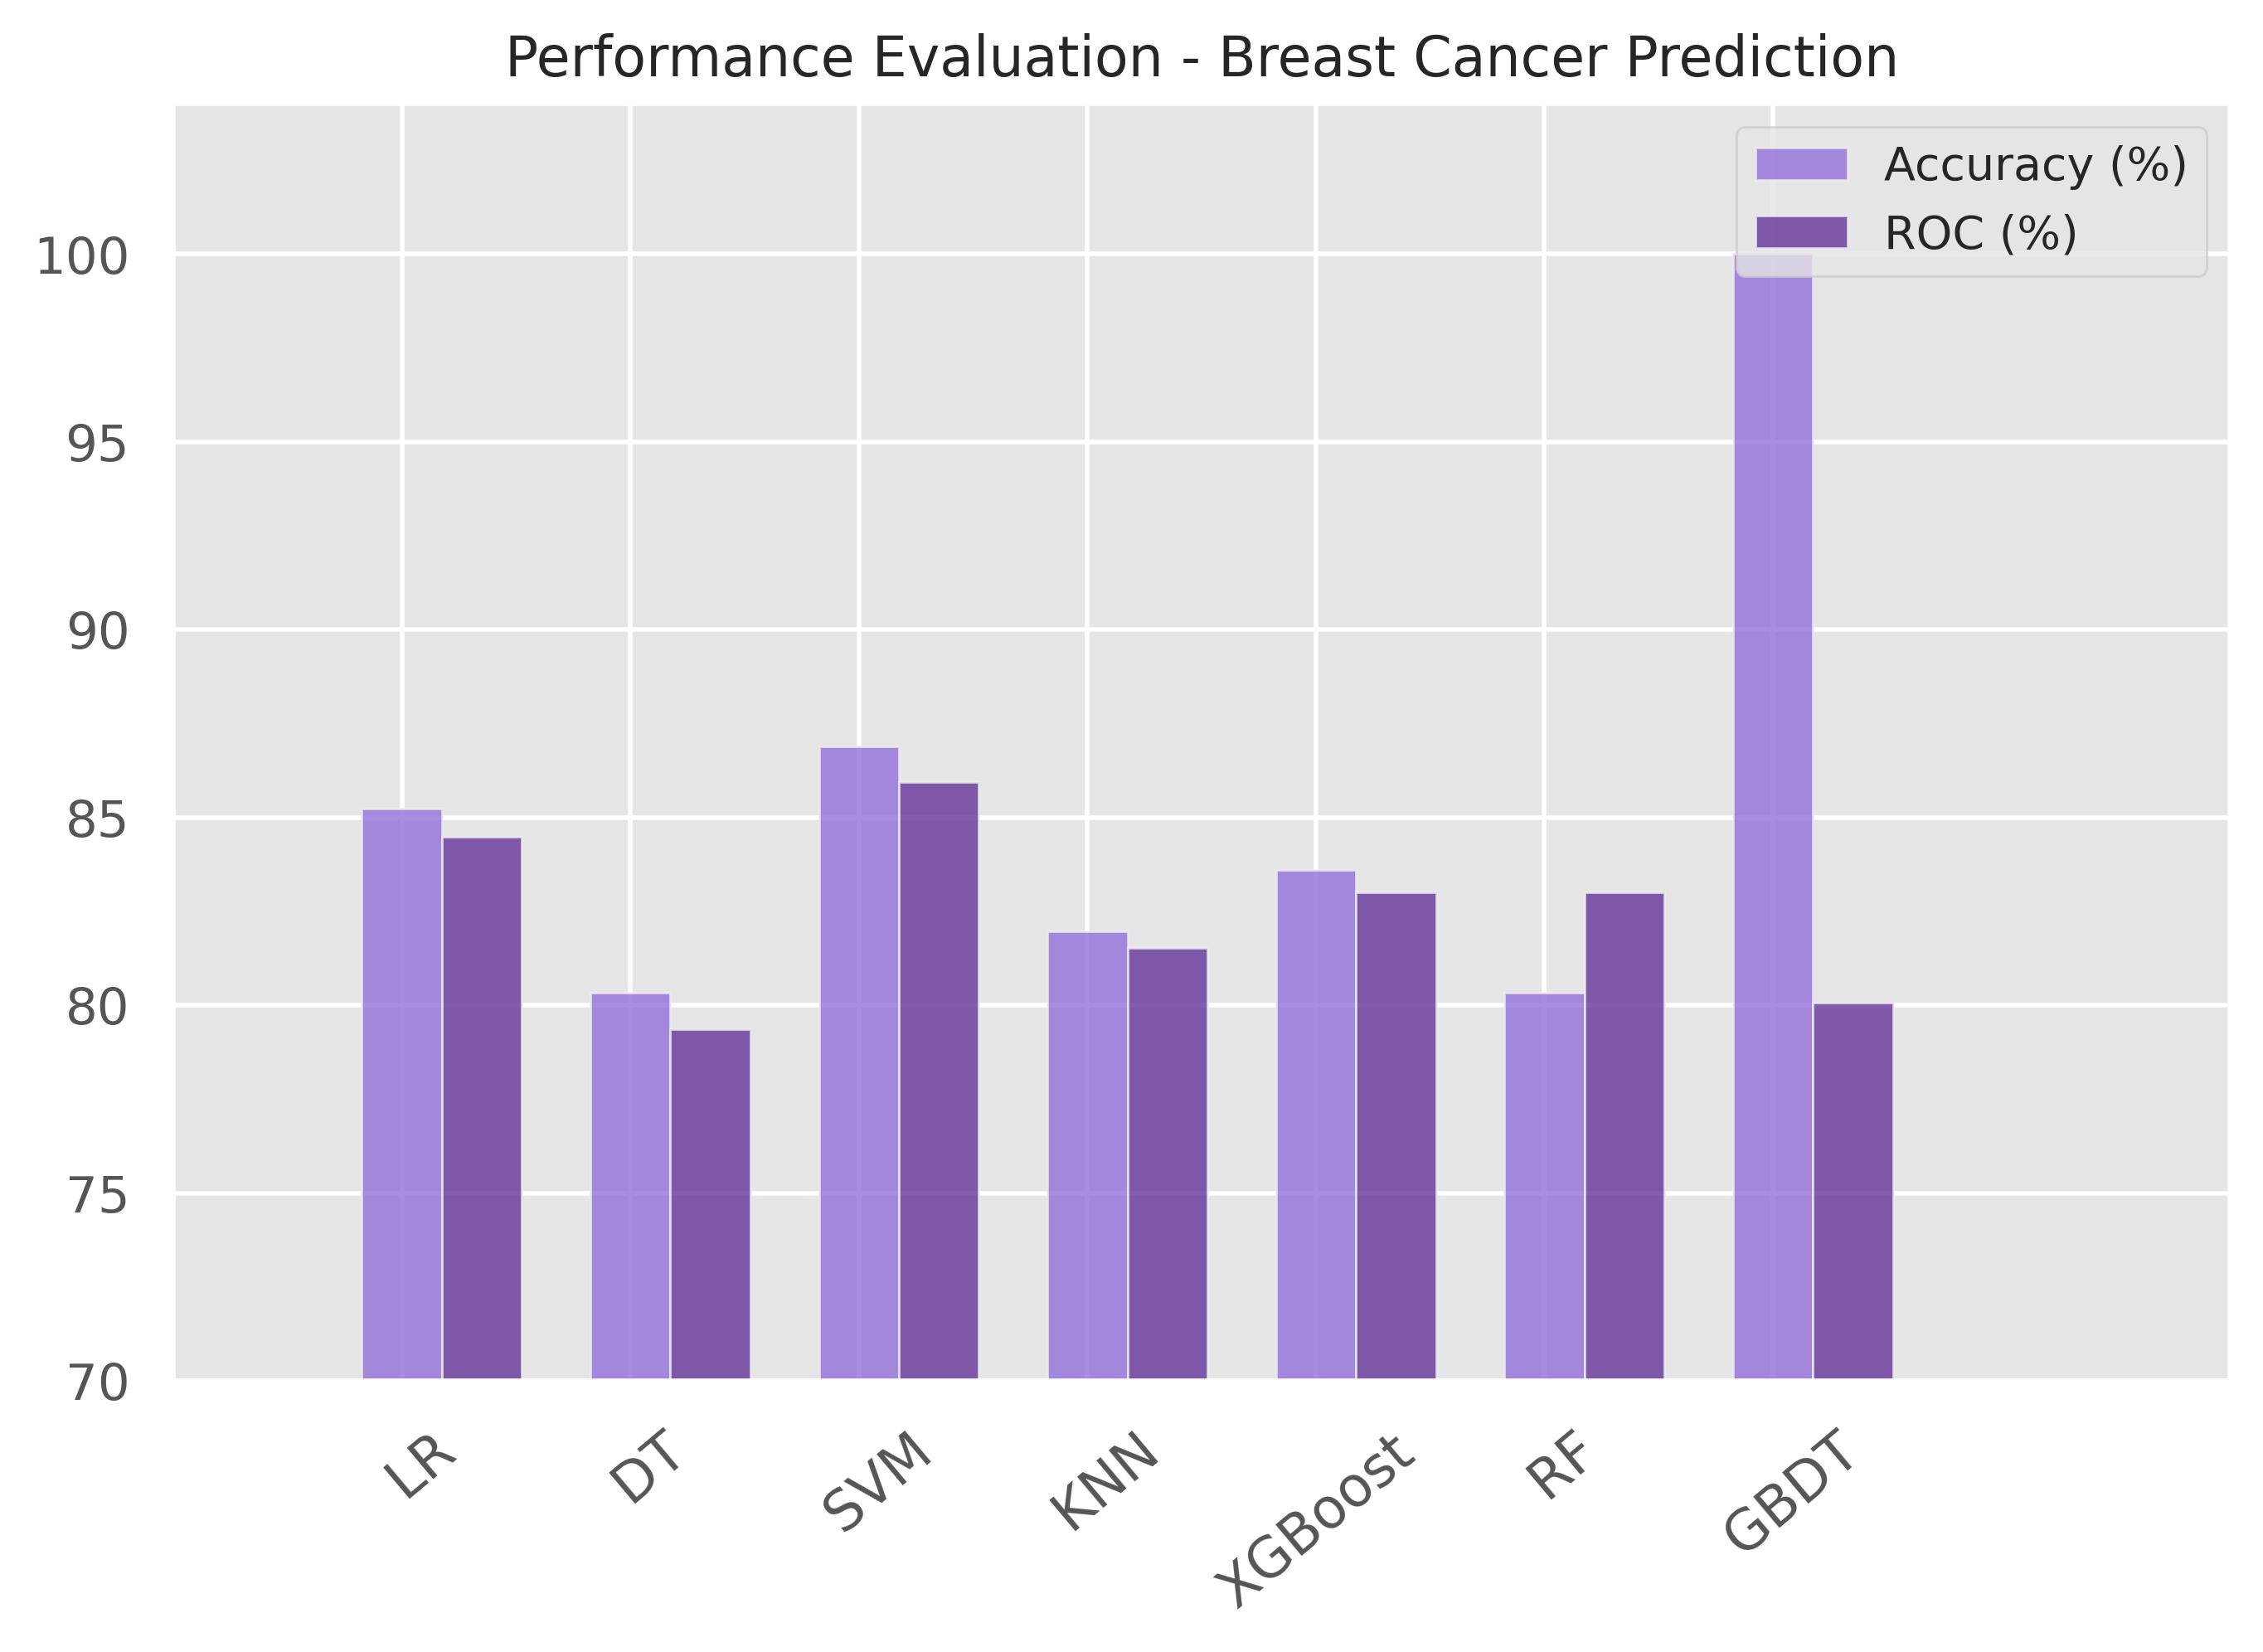 Performance Evaluation - Breast Cancer Prediction
Accuracy (%)
ROC (%)
100
95
90
85
80
75
70
LR
DT
SVM
KNN
XGBoost
RF
GBDT